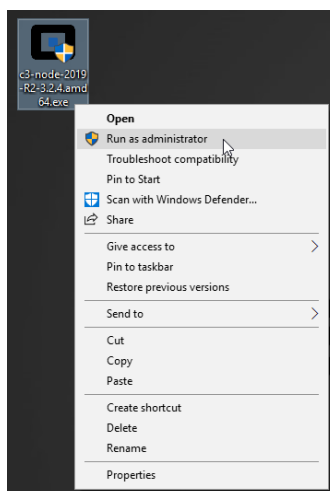 c3-node-2019
-R2-3.2.4.amd
64.exe
Open
Run as administrator
Troubleshoot compatibility
Pin to Start
Scan with Windows Defender...
Share
Give access to
Pin to taskbar
Restore previous versions
Send to
Cut
Copy
Paste
Create shortcut
Delete
Rename
Properties